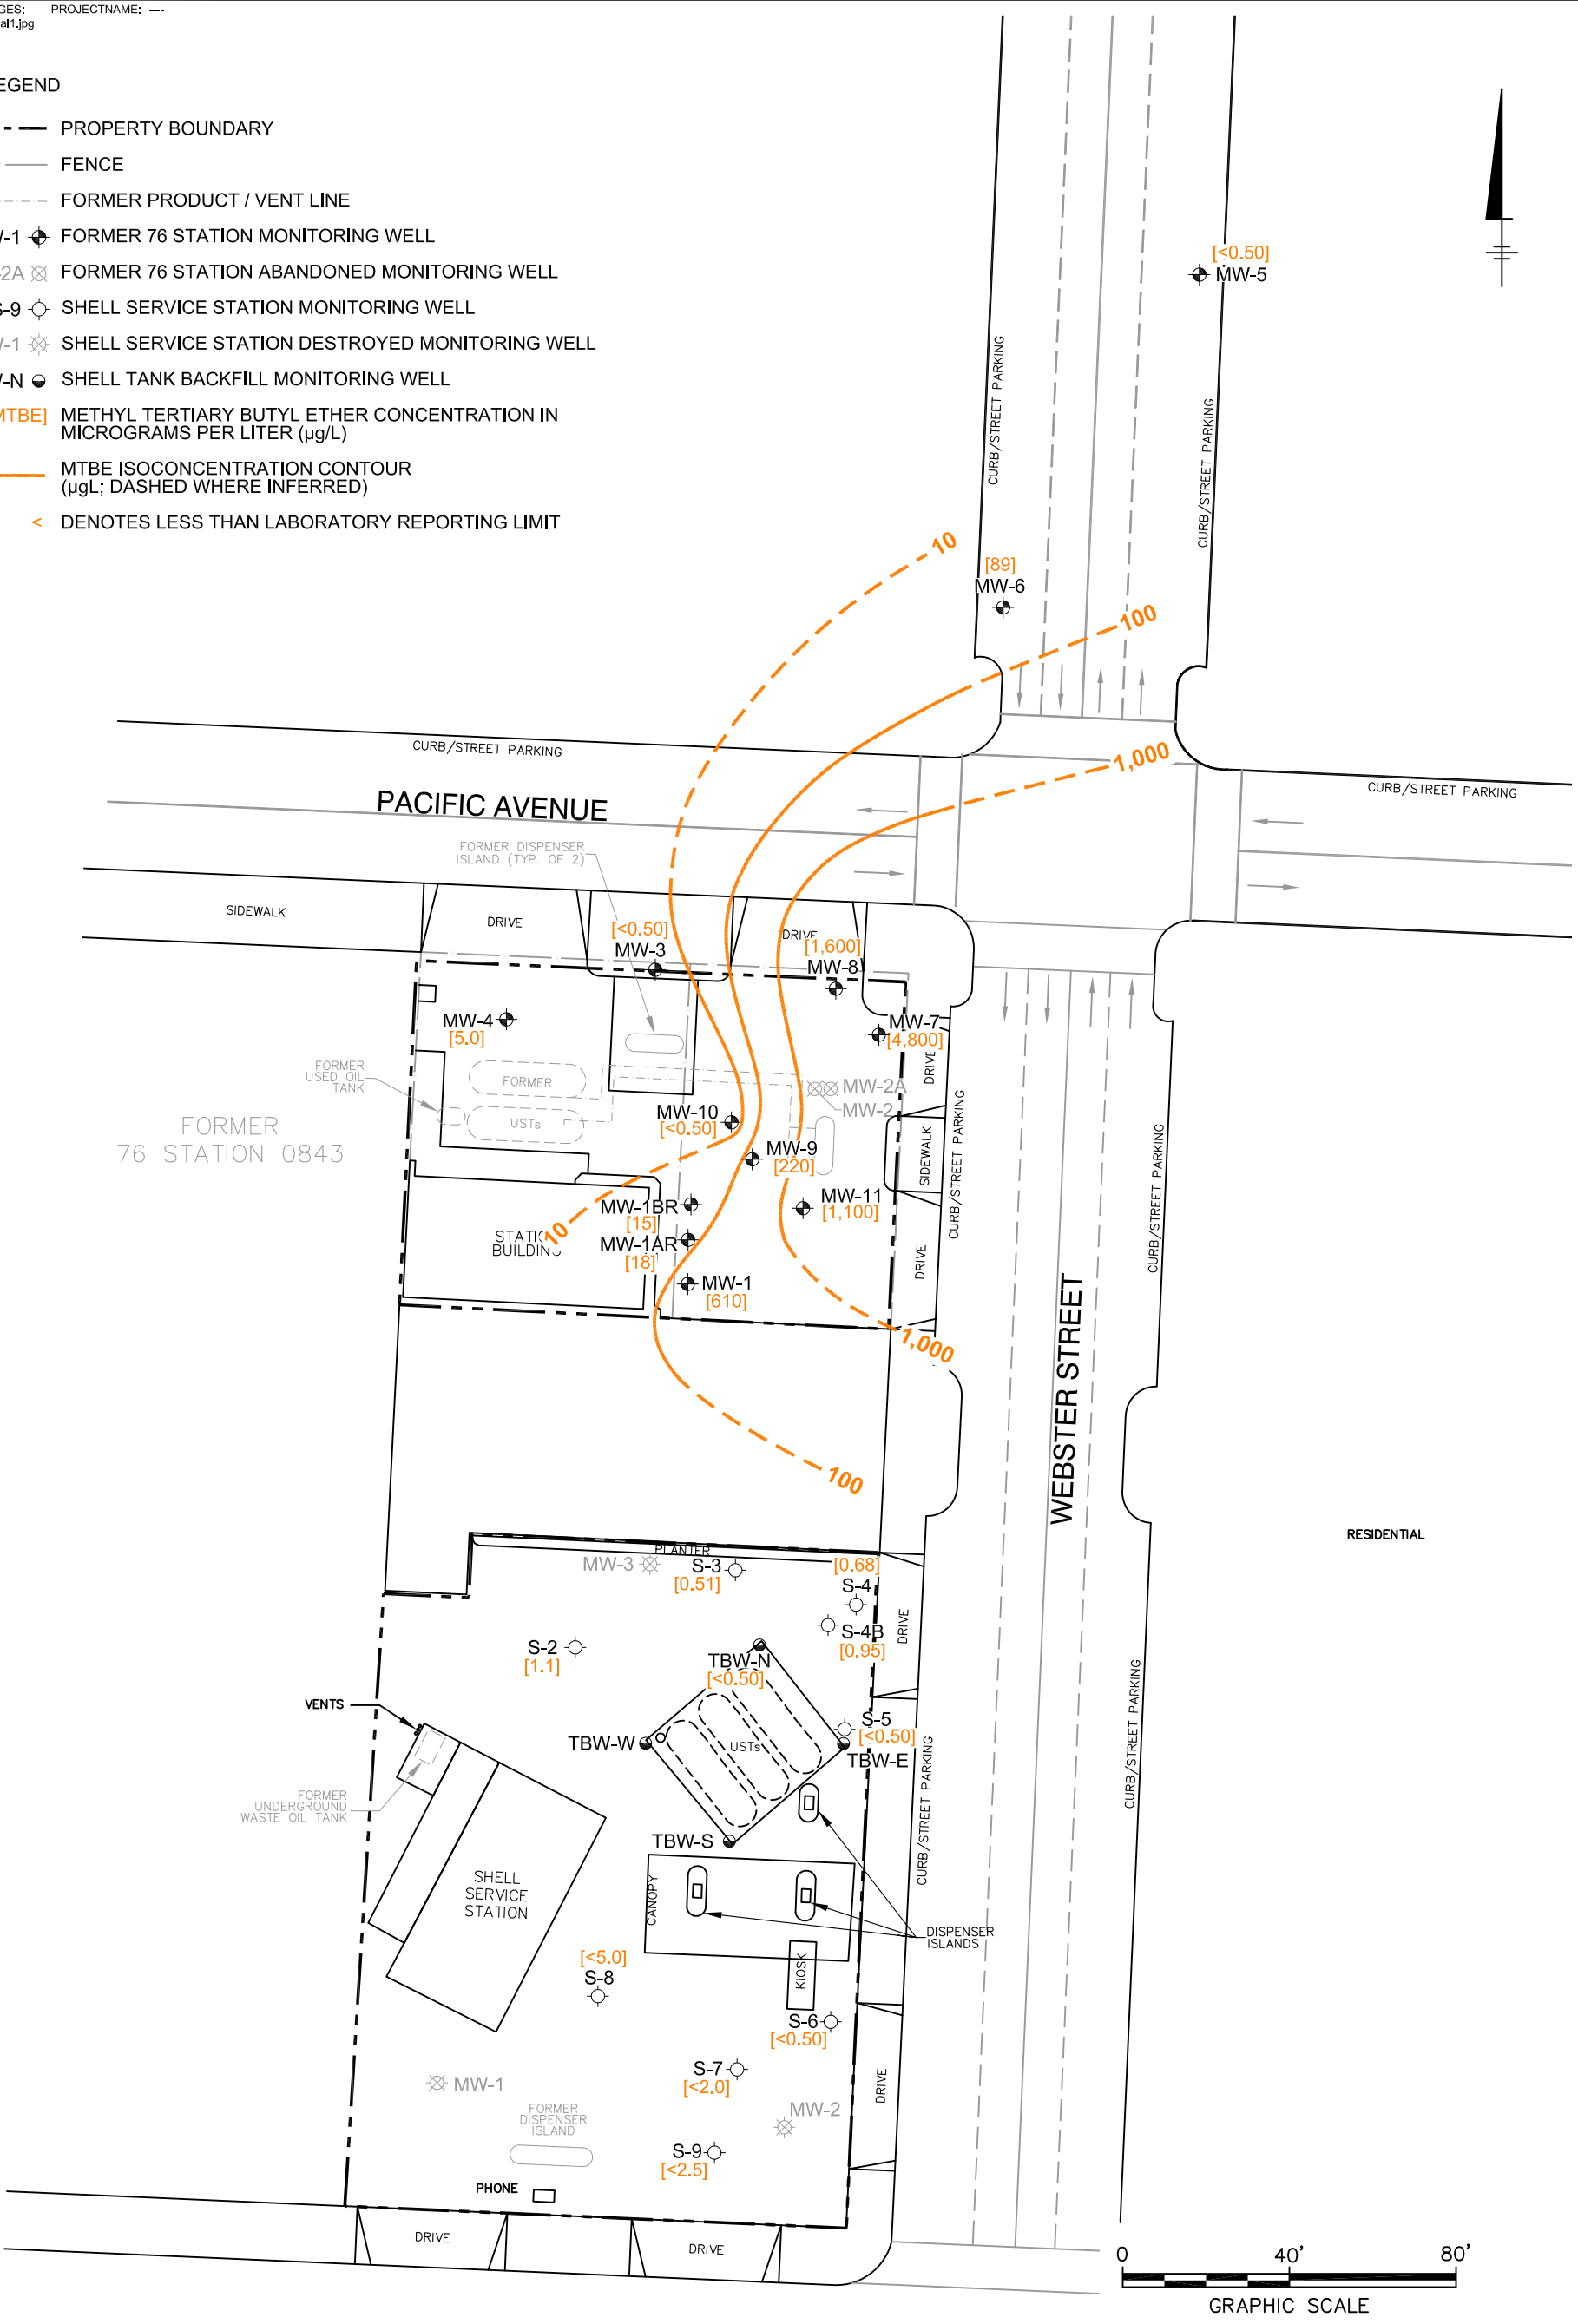 GES: PROJECTNAME: ----
al1.jpg
EGEND
PROPERTY BOUNDARY
FENCE
FORMER PRODUCT / VENT LINE
W-1 FORMER 76 STATION MONITORING WELL
-2A FORMER 76 STATION ABANDONED MONITORING WELL
S-9 SHELL SERVICE STATION MONITORING WELL
W-1 SHELL SERVICE STATION DESTROYED MONITORING WELL
W-N SHELL TANK BACKFILL MONITORING WELL
MTBE] METHYL TERTIARY BUTYL ETHER CONCENTRATION IN
MICROGRAMS PER LITER (µg/L)
MTBE ISOCONCENTRATION CONTOUR
(µgL; DASHED WHERE INFERRED)
< DENOTES LESS THAN LABORATORY REPORTING LIMIT
[<0.50]
MW-5
CURB/STREET PARKING
CURB/STREET PARKING
10
[89]
MW-6
100
1,000
CURB/STREET PARKING
CURB/STREET PARKING
PACIFIC AVENUE
FORMER DISPENSER
ISLAND (TYP. OF 2)
SIDEWALK
DRIVE
DRIVE
[<0.50]
MW-3
[1,600]
MW-8
MW-4
[5.0]
MW-7
[4,800]
DRIVE
FORMER
USED OIL
TANK
FORMER
USTs
MW-2A
MW-2
FORMER
76 STATION 0843
MW-10
[<0.50]
MW-9
[220]
SIDEWALK
CURB/STREET PARKING
CURB/STREET PARKING
MW-1BR
[15]
MW-11
[1,100]
10
STATIO
BUILDING
MW-1AR
[18]
DRIVE
MW-1
[610]
1,000
WEBSTER STREET
100
RESIDENTIAL
PLANTER
MW-3
S-3
[0.51]
[0.68]
S-4
S-4B
[0.95]
DRIVE
S-2
[1.1]
TBW-N
[<0.50]
VENTS
TBW-W
USTs
S-5
[<0.50]
TBW-E
CURB/STREET PARKING
CURB/STREET PARKING
FORMER
UNDERGROUND
WASTE OIL TANK
TBW-S
SHELL
SERVICE
STATION
CANOPY
DISPENSER
ISLANDS
[<5.0]
S-8
KIOSK
S-6
[<0.50]
S-7
[<2.0]
DRIVE
MW-1
MW-2
FORMER
DISPENSER
ISLAND
S-9
[<2.5]
PHONE
DRIVE
DRIVE
0 40' 80'
GRAPHIC SCALE